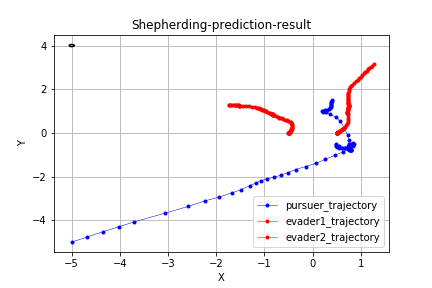 Shepherding-prediction-result
4
2
0
−2
−4
Y
−5
−4
−3
−2
−1
0
1
X
pursuer_trajectory
evader1_trajectory
evader2_trajectory